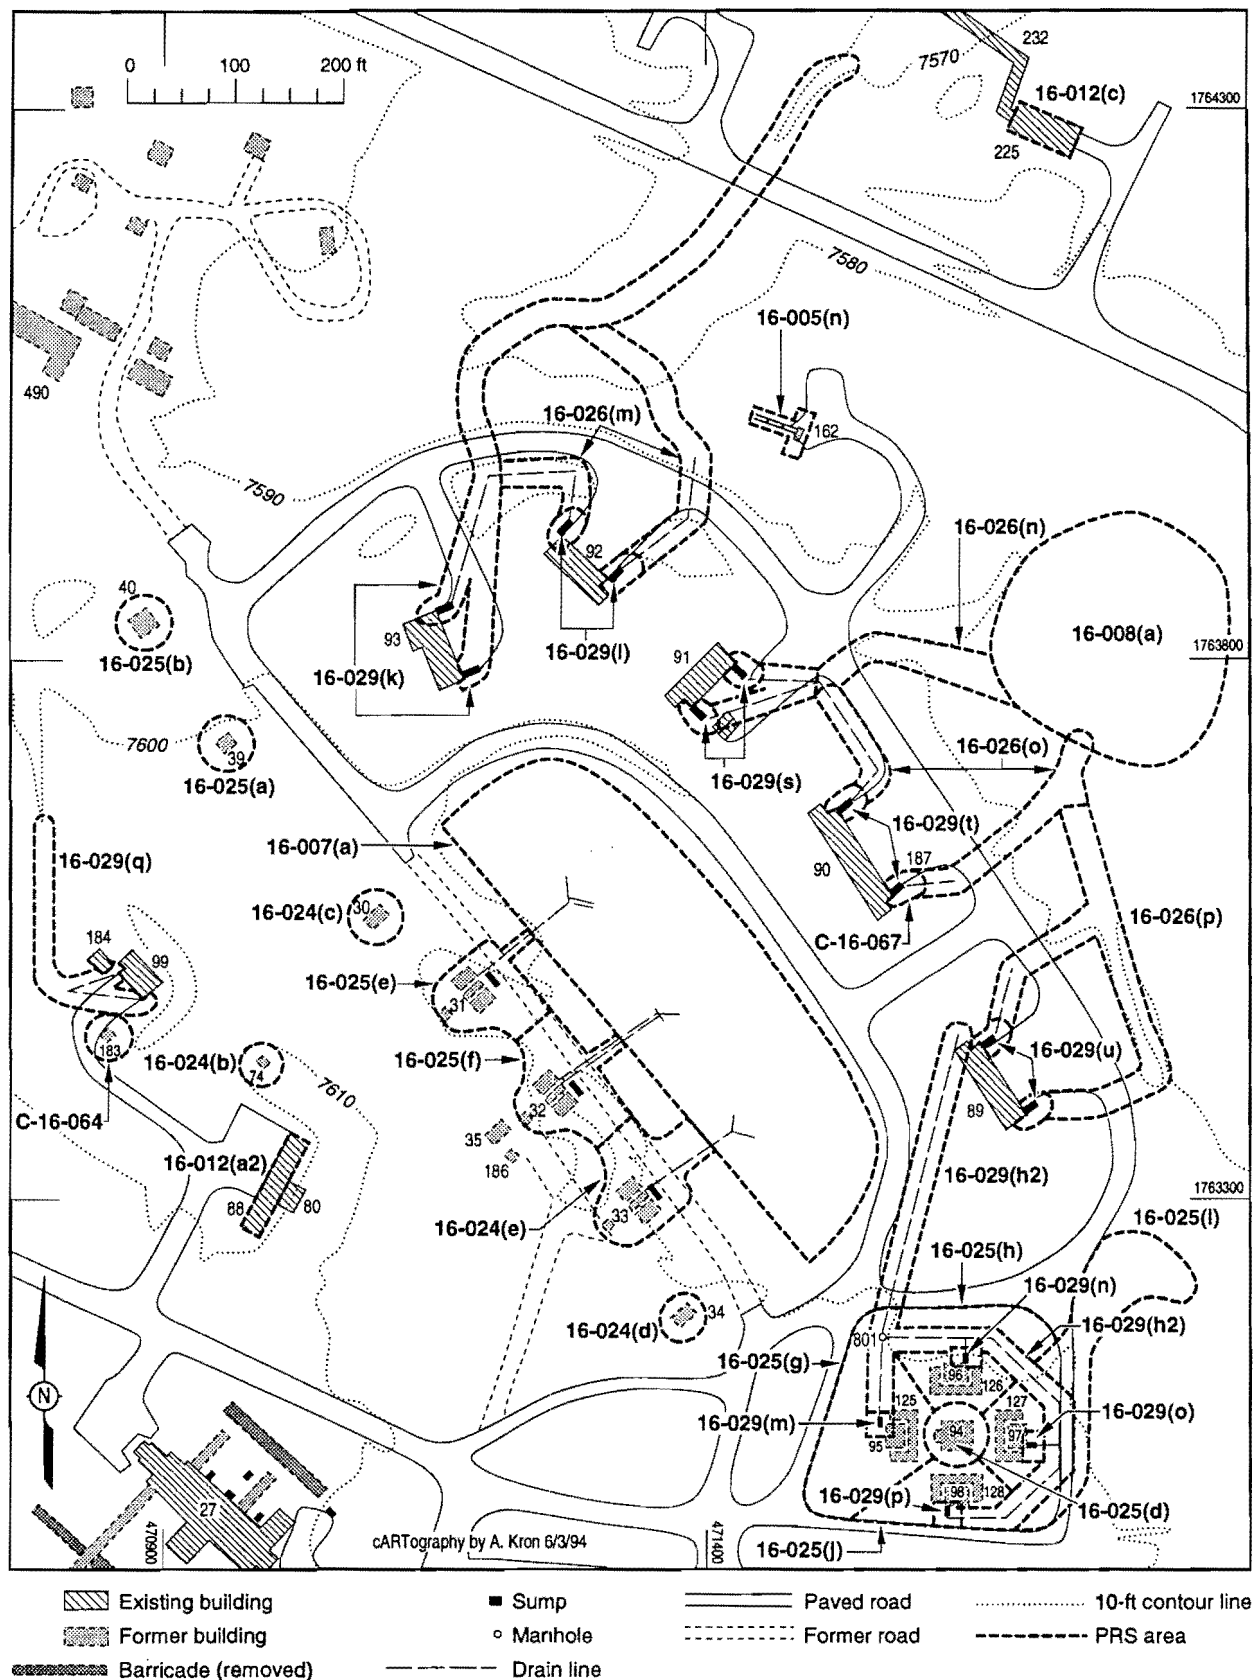 0 100 200 ft
7570
232
16-012(c)
1764300
225
7580
16-005(n)
490
16-026(m)
162
7590
16-026(n)
40
92
16-008(a)
93
16-029(l)
91
16-025(b)
16-029(k)
1763800
7600
39
16-025(a)
16-026(o)
16-029(s)
16-029(t)
16-007(a)
16-029(q)
187
90
16-024(c)
30
16-026(p)
C-16-067
184
99
16-025(e)
31
183
16-024(b)
74
16-025(f)
16-029(u)
7610
32
89
C-16-064
35
16-012(a2)
186
16-029(h2)
88
80
33
1763300
16-024(e)
16-025(l)
16-025(h)
16-029(n)
34
16-024(d)
801
16-029(h2)
16-025(g)
96
126
125
127
N
16-029(m)
94
97
16-029(o)
95
98
128
16-029(p)
16-025(d)
27
470900
cARTography by A. Kron 6/3/94
471400
16-025(j)
Existing building
Sump
Paved road
10-ft contour line
Former building
Manhole
Former road
PRS area
Barricade (removed)
Drain line